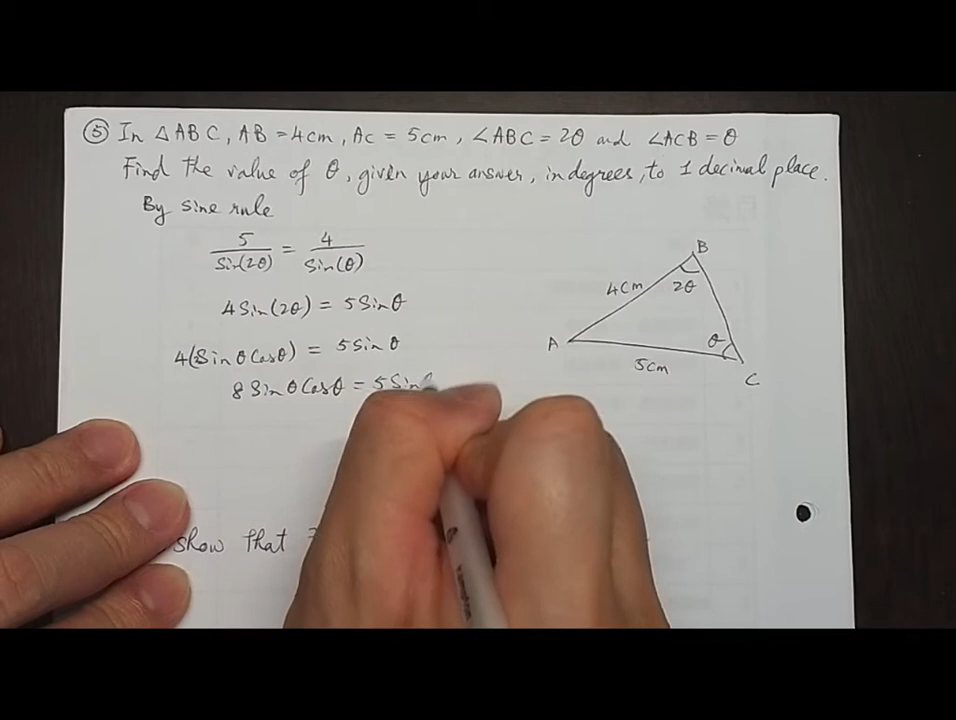 ⑤ In △ABC, AB = 4cm, AC = 5cm, ∠ABC = 2θ and ∠ACB = θ
Find the value of θ, given your answer, in degrees, to 1 decimal place.
By sine rule
5/Sin(2θ) = 4/Sin(θ)
4Sin(2θ) = 5Sinθ
4(SinθCosθ) = 5Sinθ
8SinθCosθ = 5Sin
B
4cm
2θ
A
θ
5cm
C
show that